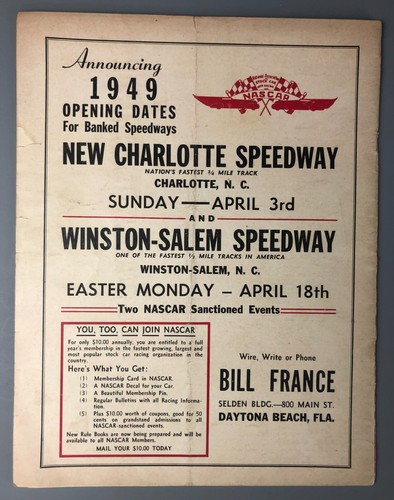 Announcing
1949
OPENING DATES
For Banked Speedways
NASCAR
NEW CHARLOTTE SPEEDWAY
NATION'S FASTEST ¾ MILE TRACK
CHARLOTTE, N. C.
SUNDAY—APRIL 3rd
AND
WINSTON-SALEM SPEEDWAY
ONE OF THE FASTEST ½ MILE TRACKS IN AMERICA
WINSTON-SALEM, N. C.
EASTER MONDAY – APRIL 18th
Two NASCAR Sanctioned Events
YOU, TOO, CAN JOIN NASCAR
For only $10.00 annually, you are entitled to a full
year's membership in the fastest growing, largest and
most popular stock car racing organization in the
country.
Here's What You Get:
(1) Membership Card in NASCAR.
(2) A NASCAR Decal for your Car.
(3) A Beautiful Membership Pin.
(4) Regular Bulletins with all Racing Informa-
tion.
(5) Plus $10.00 worth of coupons, good for 50
cents on grandstand admissions to all
NASCAR-sanctioned events.
New Rule Books are now being prepared and will be
available to all NASCAR Members.
MAIL YOUR $10.00 TODAY
Wire, Write or Phone
BILL FRANCE
SELDEN BLDG.—800 MAIN ST.
DAYTONA BEACH, FLA.